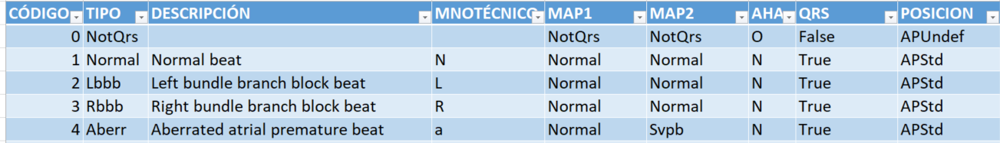 CÓDIGO TIPO DESCRIPCIÓN MNOTÉCNICO MAP1 MAP2 AHA QRS POSICION
0 NotQrs NotQrs NotQrs O False APUndef
1 Normal Normal beat N Normal Normal N True APStd
2 Lbbb Left bundle branch block beat L Normal Normal N True APStd
3 Rbbb Right bundle branch block beat R Normal Normal N True APStd
4 Aberr Aberrated atrial premature beat a Normal Svpb N True APStd